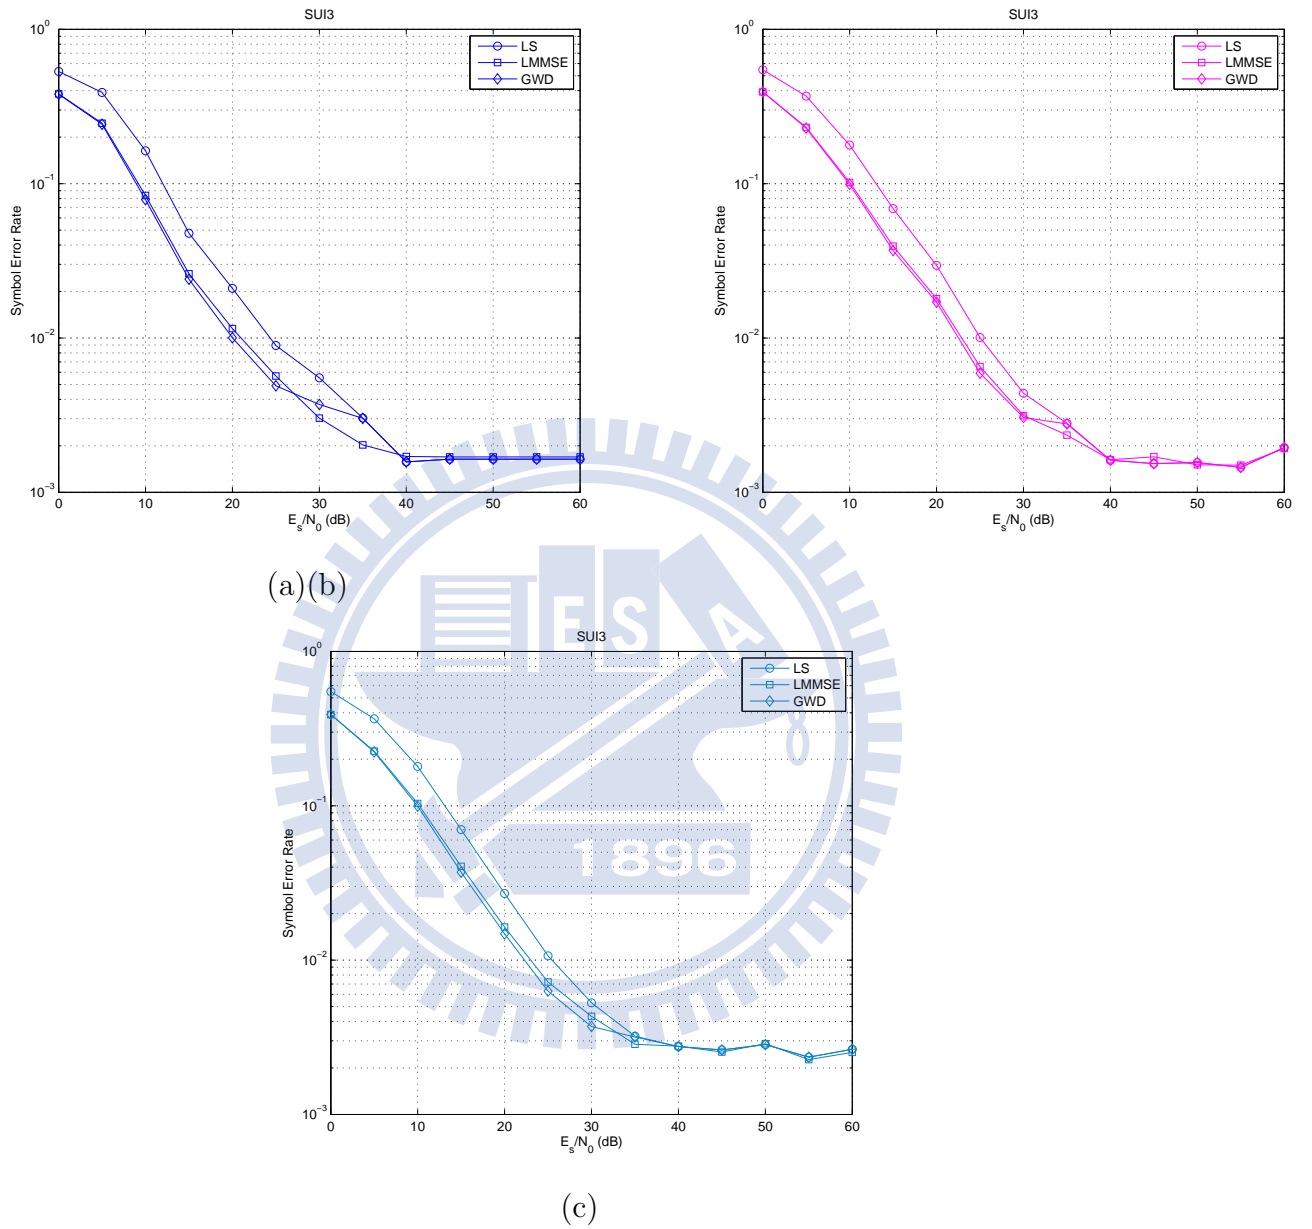 SUI3
10^0
10^-1
10^-2
10^-3
Symbol Error Rate
0 10 20 30 40 50 60
E_s/N_0 (dB)
LS
LMMSE
GWD
SUI3
10^0
10^-1
10^-2
10^-3
Symbol Error Rate
0 10 20 30 40 50 60
E_s/N_0 (dB)
LS
LMMSE
GWD
(a)(b)
SUI3
10^0
10^-1
10^-2
10^-3
Symbol Error Rate
0 10 20 30 40 50 60
E_s/N_0 (dB)
LS
LMMSE
GWD
E S A
1896
(c)